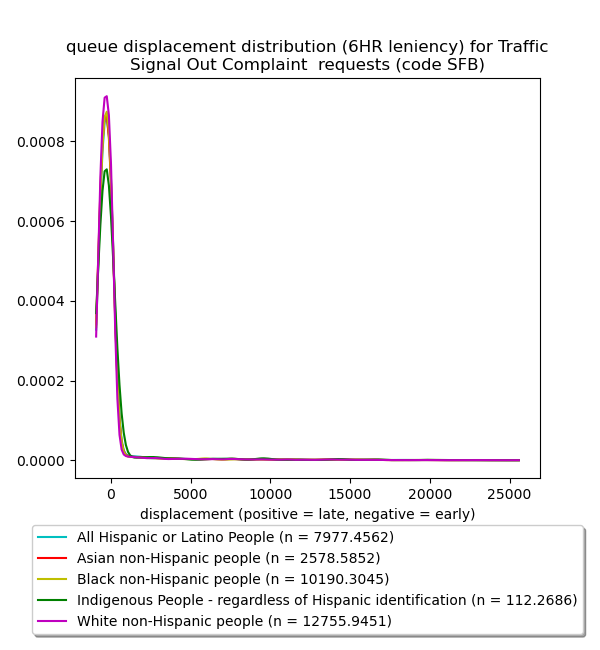 queue displacement distribution (6HR leniency) for Traffic
Signal Out Complaint  requests (code SFB)
0.0008
0.0006
0.0004
0.0002
0.0000
0
5000
10000
15000
20000
25000
displacement (positive = late, negative = early)
All Hispanic or Latino People (n = 7977.4562)
Asian non-Hispanic people (n = 2578.5852)
Black non-Hispanic people (n = 10190.3045)
Indigenous People - regardless of Hispanic identification (n = 112.2686)
White non-Hispanic people (n = 12755.9451)